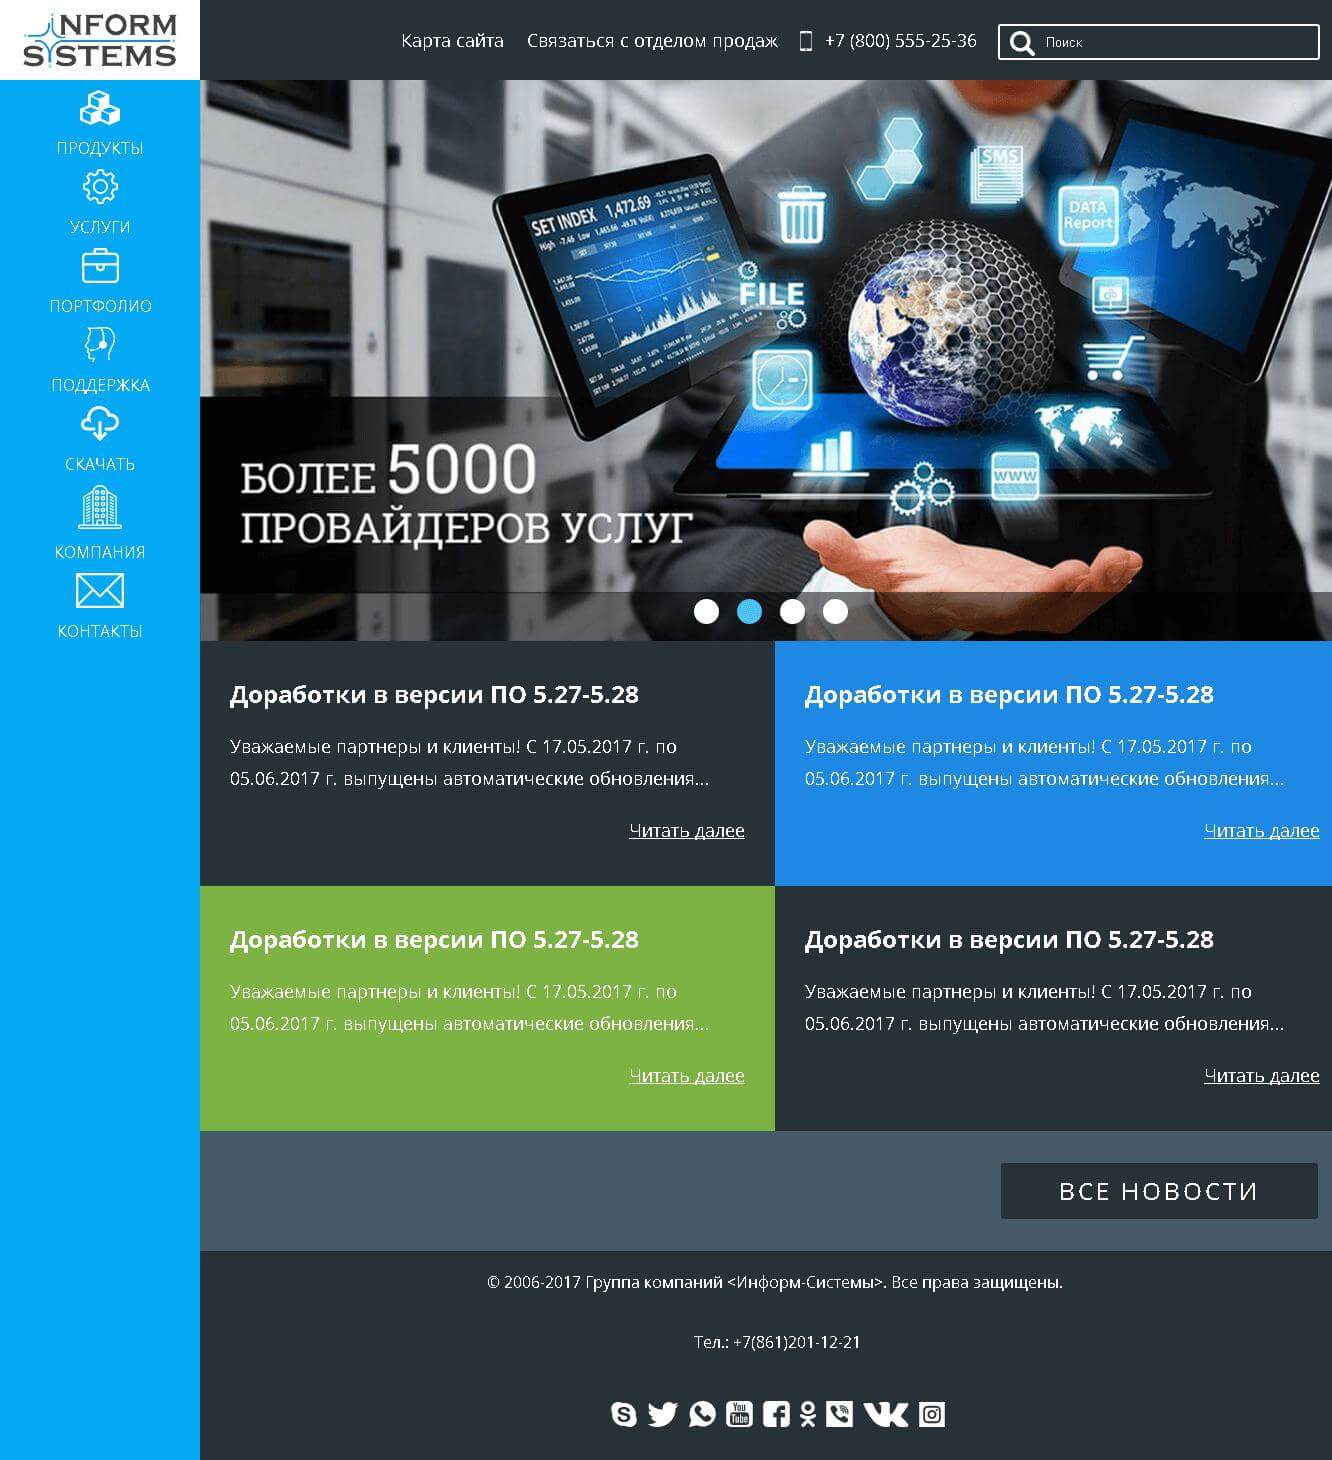 INFORM
SYSTEMS
Карта сайта
Связаться с отделом продаж
+7 (800) 555-25-36
Поиск
ПРОДУКТЫ
УСЛУГИ
ПОРТФОЛИО
ПОДДЕРЖКА
СКАЧАТЬ
КОМПАНИЯ
КОНТАКТЫ
SET INDEX 1,472.69
SMS
DATA
Report
FILE
WWW
БОЛЕЕ 5000
ПРОВАЙДЕРОВ УСЛУГ
Доработки в версии ПО 5.27-5.28
Уважаемые партнеры и клиенты! С 17.05.2017 г. по
05.06.2017 г. выпущены автоматические обновления...
Читать далее
Доработки в версии ПО 5.27-5.28
Уважаемые партнеры и клиенты! С 17.05.2017 г. по
05.06.2017 г. выпущены автоматические обновления...
Читать далее
Доработки в версии ПО 5.27-5.28
Уважаемые партнеры и клиенты! С 17.05.2017 г. по
05.06.2017 г. выпущены автоматические обновления...
Читать далее
Доработки в версии ПО 5.27-5.28
Уважаемые партнеры и клиенты! С 17.05.2017 г. по
05.06.2017 г. выпущены автоматические обновления...
Читать далее
ВСЕ НОВОСТИ
© 2006-2017 Группа компаний <Информ-Системы>. Все права защищены.
Тел.: +7(861)201-12-21
You
Tube